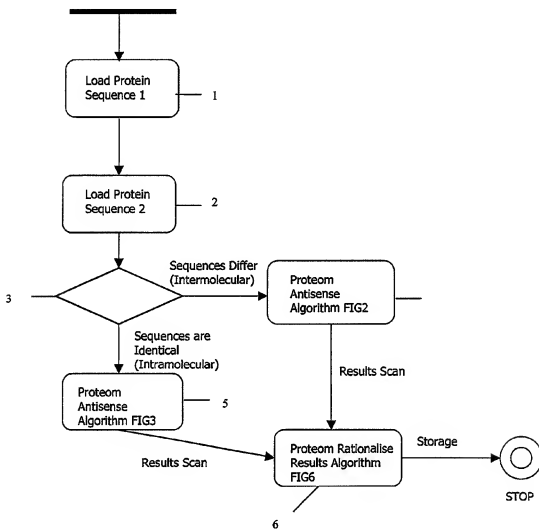 Load Protein
Sequence 1
1
Load Protein
Sequence 2
2
3
Sequences Differ
(Intermolecular)
Proteom
Antisense
Algorithm FIG2
Sequences are
Identical
(Intramolecular)
Proteom
Antisense
Algorithm FIG3
5
Results Scan
Results Scan
Proteom Rationalise
Results Algorithm
FIG6
Storage
STOP
6